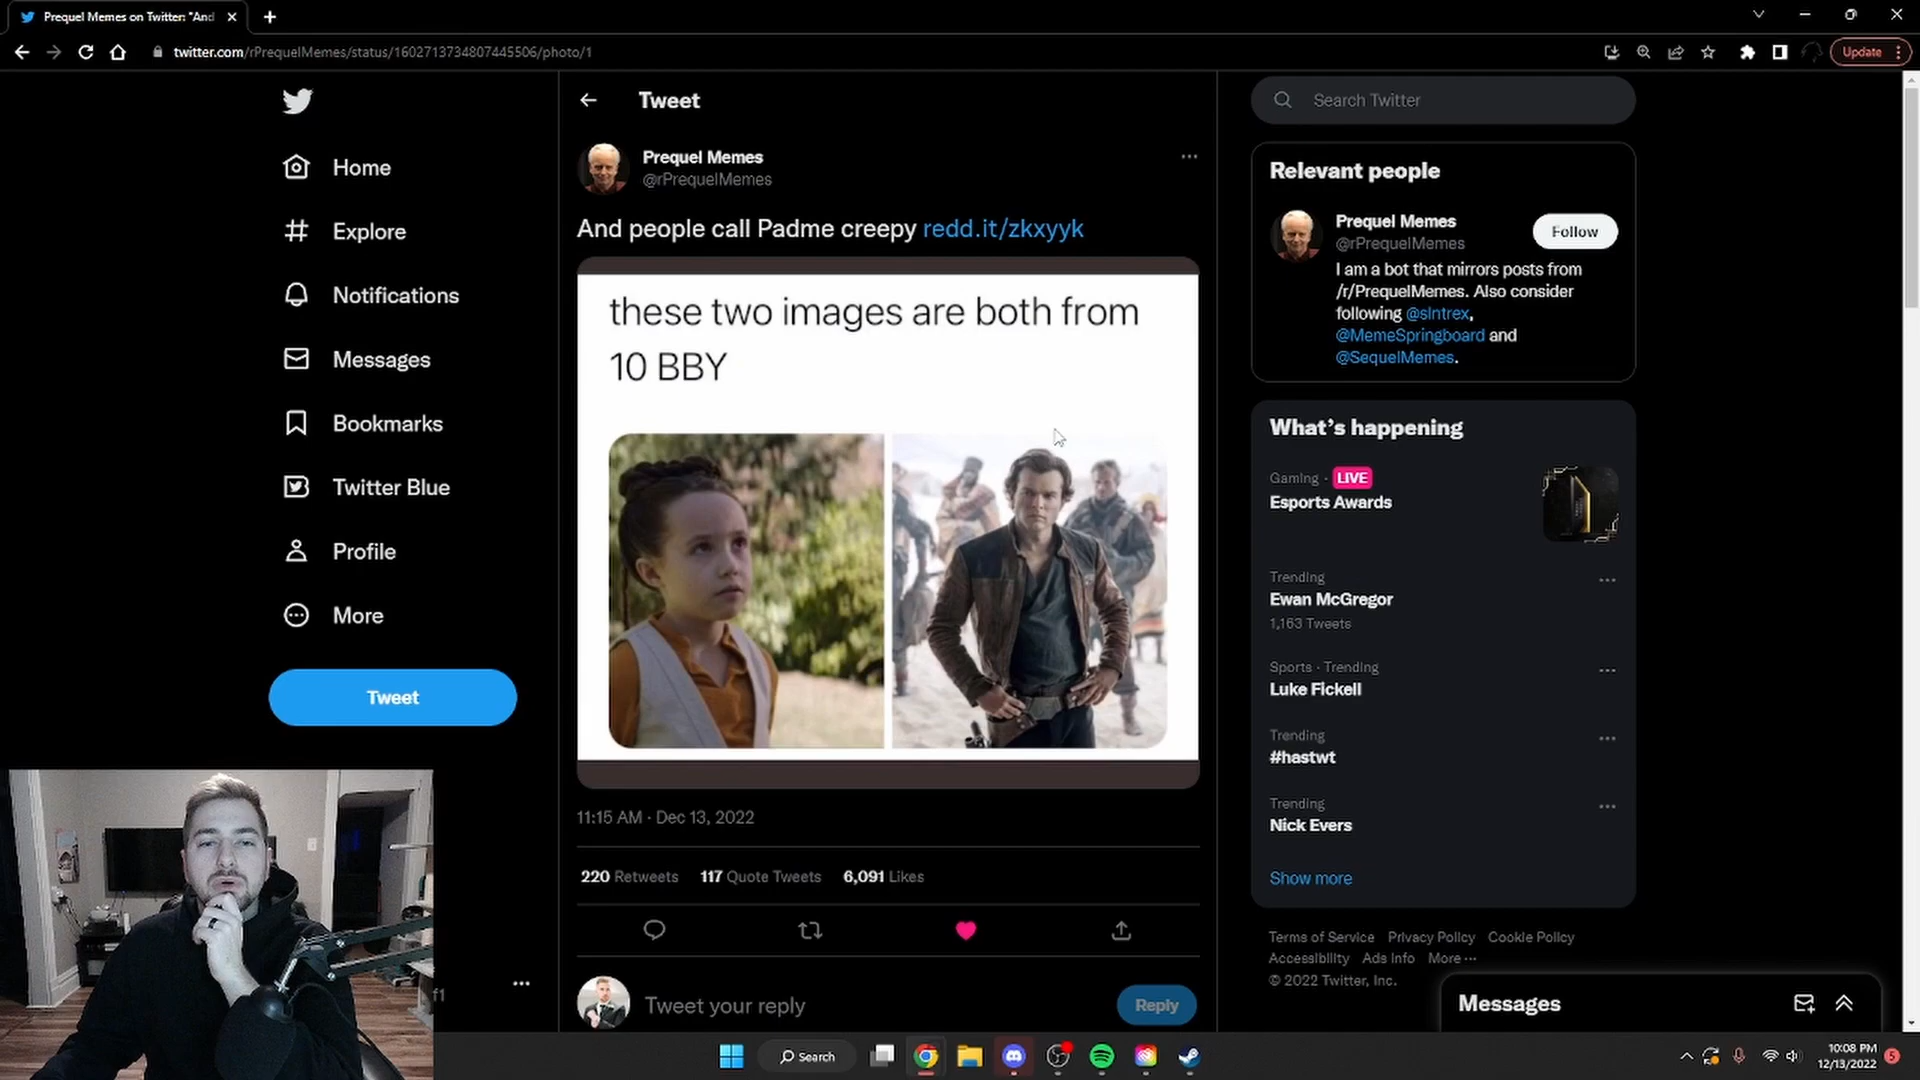 Prequel Memes on Twitter: "And
twitter.com/rPrequelMemes/status/1602713734807445506/photo/1
Update
Home
Explore
Notifications
Messages
Bookmarks
Twitter Blue
Profile
More
Tweet
Tweet
Prequel Memes
@rPrequelMemes
And people call Padme creepy redd.it/zkxyyk
these two images are both from
10 BBY
11:15 AM · Dec 13, 2022
220 Retweets 117 Quote Tweets 6,091 Likes
Tweet your reply
Reply
f1
Search Twitter
Relevant people
Prequel Memes
@rPrequelMemes
Follow
I am a bot that mirrors posts from
/r/PrequelMemes. Also consider
following @slntrex,
@MemeSpringboard and
@SequelMemes.
What's happening
Gaming · LIVE
Esports Awards
Trending
Ewan McGregor
1,163 Tweets
Sports · Trending
Luke Fickell
Trending
#hastwt
Trending
Nick Evers
Show more
Terms of Service Privacy Policy Cookie Policy
Accessibility Ads info More ···
© 2022 Twitter, Inc.
Messages
Search
10:08 PM
12/13/2022
5